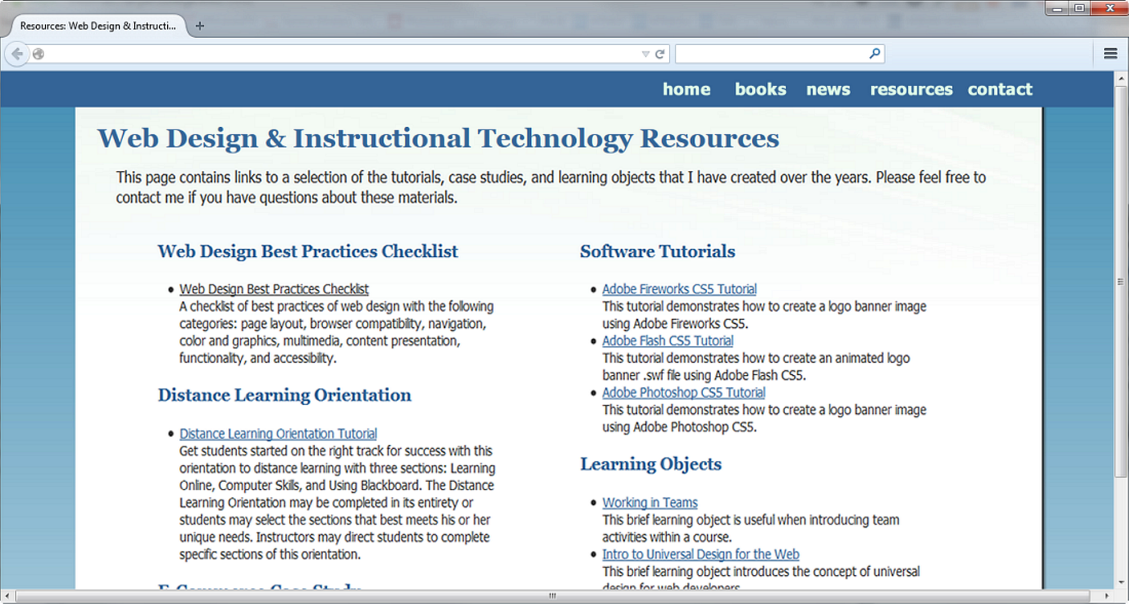 Resources: Web Design & Instructi...
home books news resources contact
Web Design & Instructional Technology Resources
This page contains links to a selection of the tutorials, case studies, and learning objects that I have created over the years. Please feel free to
contact me if you have questions about these materials.
Web Design Best Practices Checklist
Web Design Best Practices Checklist
A checklist of best practices of web design with the following
categories: page layout, browser compatibility, navigation,
color and graphics, multimedia, content presentation,
functionality, and accessibility.
Distance Learning Orientation
Distance Learning Orientation Tutorial
Get students started on the right track for success with this
orientation to distance learning with three sections: Learning
Online, Computer Skills, and Using Blackboard. The Distance
Learning Orientation may be completed in its entirety or
students may select the sections that best meets his or her
unique needs. Instructors may direct students to complete
specific sections of this orientation.
E-Commerce Case Study
Software Tutorials
Adobe Fireworks CS5 Tutorial
This tutorial demonstrates how to create a logo banner image
using Adobe Fireworks CS5.
Adobe Flash CS5 Tutorial
This tutorial demonstrates how to create an animated logo
banner .swf file using Adobe Flash CS5.
Adobe Photoshop CS5 Tutorial
This tutorial demonstrates how to create a logo banner image
using Adobe Photoshop CS5.
Learning Objects
Working in Teams
This brief learning object is useful when introducing team
activities within a course.
Intro to Universal Design for the Web
This brief learning object introduces the concept of universal
design for web developers.